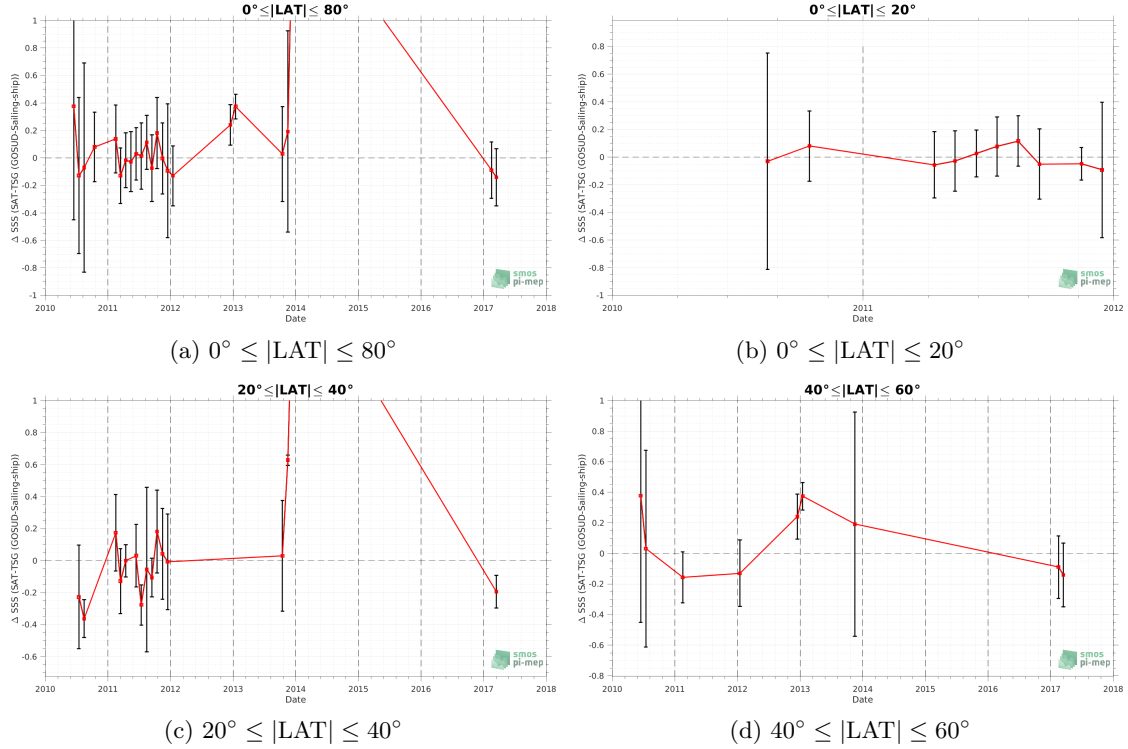 0°≤|LAT|≤ 80°
1
0.8
0.6
0.4
0.2
0
-0.2
-0.4
-0.6
-0.8
-1
Δ SSS (SAT-TSG (GOSUD-Sailing-ship))
2010 2011 2012 2013 2014 2015 2016 2017 2018
Date
smos
pi-mep
(a) 0° ≤ |LAT| ≤ 80°
0°≤|LAT|≤ 20°
0.8
0.6
0.4
0.2
0
-0.2
-0.4
-0.6
-0.8
Δ SSS (SAT-TSG (GOSUD-Sailing-ship))
2010 2011 2012
Date
smos
pi-mep
(b) 0° ≤ |LAT| ≤ 20°
20°≤|LAT|≤ 40°
1
0.8
0.6
0.4
0.2
0
-0.2
-0.4
-0.6
Δ SSS (SAT-TSG (GOSUD-Sailing-ship))
2010 2011 2012 2013 2014 2015 2016 2017 2018
Date
smos
pi-mep
(c) 20° ≤ |LAT| ≤ 40°
40°≤|LAT|≤ 60°
1
0.8
0.6
0.4
0.2
0
-0.2
-0.4
-0.6
-0.8
Δ SSS (SAT-TSG (GOSUD-Sailing-ship))
2010 2011 2012 2013 2014 2015 2016 2017 2018
Date
smos
pi-mep
(d) 40° ≤ |LAT| ≤ 60°